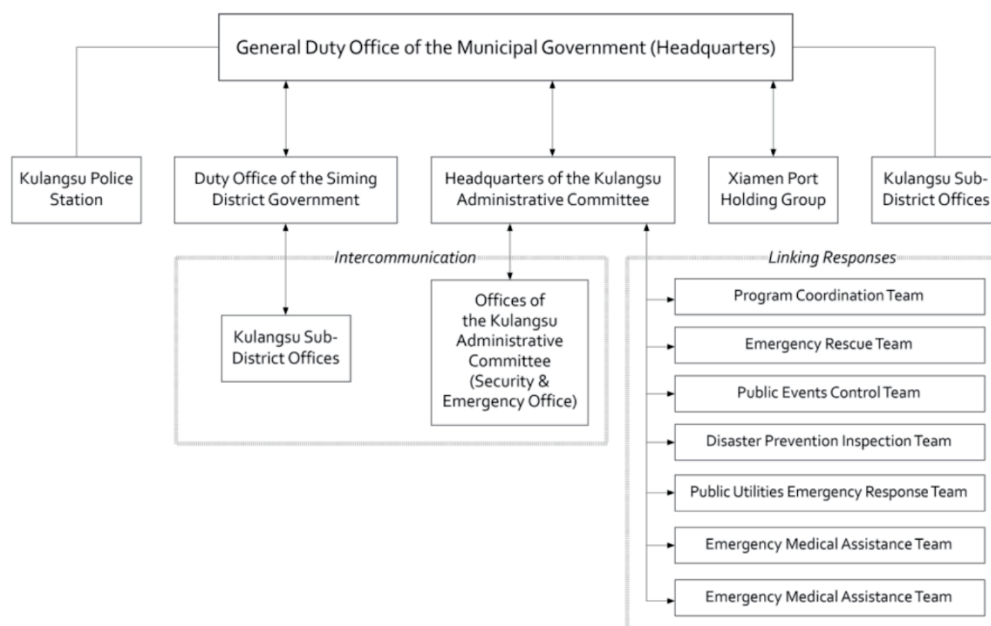 General Duty Office of the Municipal Government (Headquarters)
Kulangsu Police
Station
Duty Office of the Siming
District Government
Headquarters of the Kulangsu
Administrative Committee
Xiamen Port
Holding Group
Kulangsu Sub-
District Offices
Intercommunication
Kulangsu Sub-
District Offices
Offices of
the Kulangsu
Administrative
Committee
(Security &
Emergency Office)
Linking Responses
Program Coordination Team
Emergency Rescue Team
Public Events Control Team
Disaster Prevention Inspection Team
Public Utilities Emergency Response Team
Emergency Medical Assistance Team
Emergency Medical Assistance Team